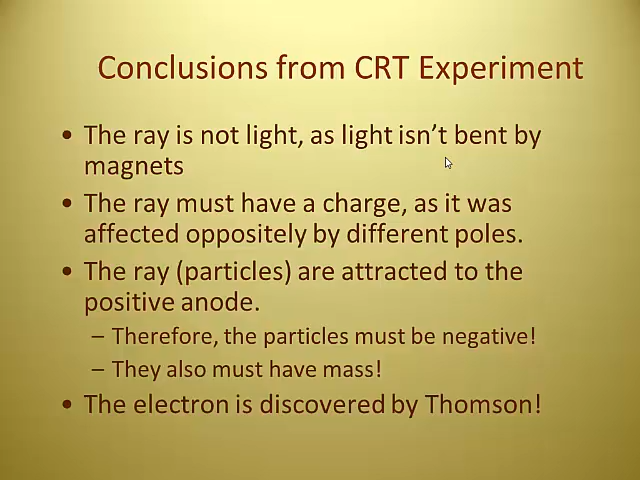 Conclusions from CRT Experiment
• The ray is not light, as light isn't bent by
magnets
• The ray must have a charge, as it was
affected oppositely by different poles.
• The ray (particles) are attracted to the
positive anode.
– Therefore, the particles must be negative!
– They also must have mass!
• The electron is discovered by Thomson!